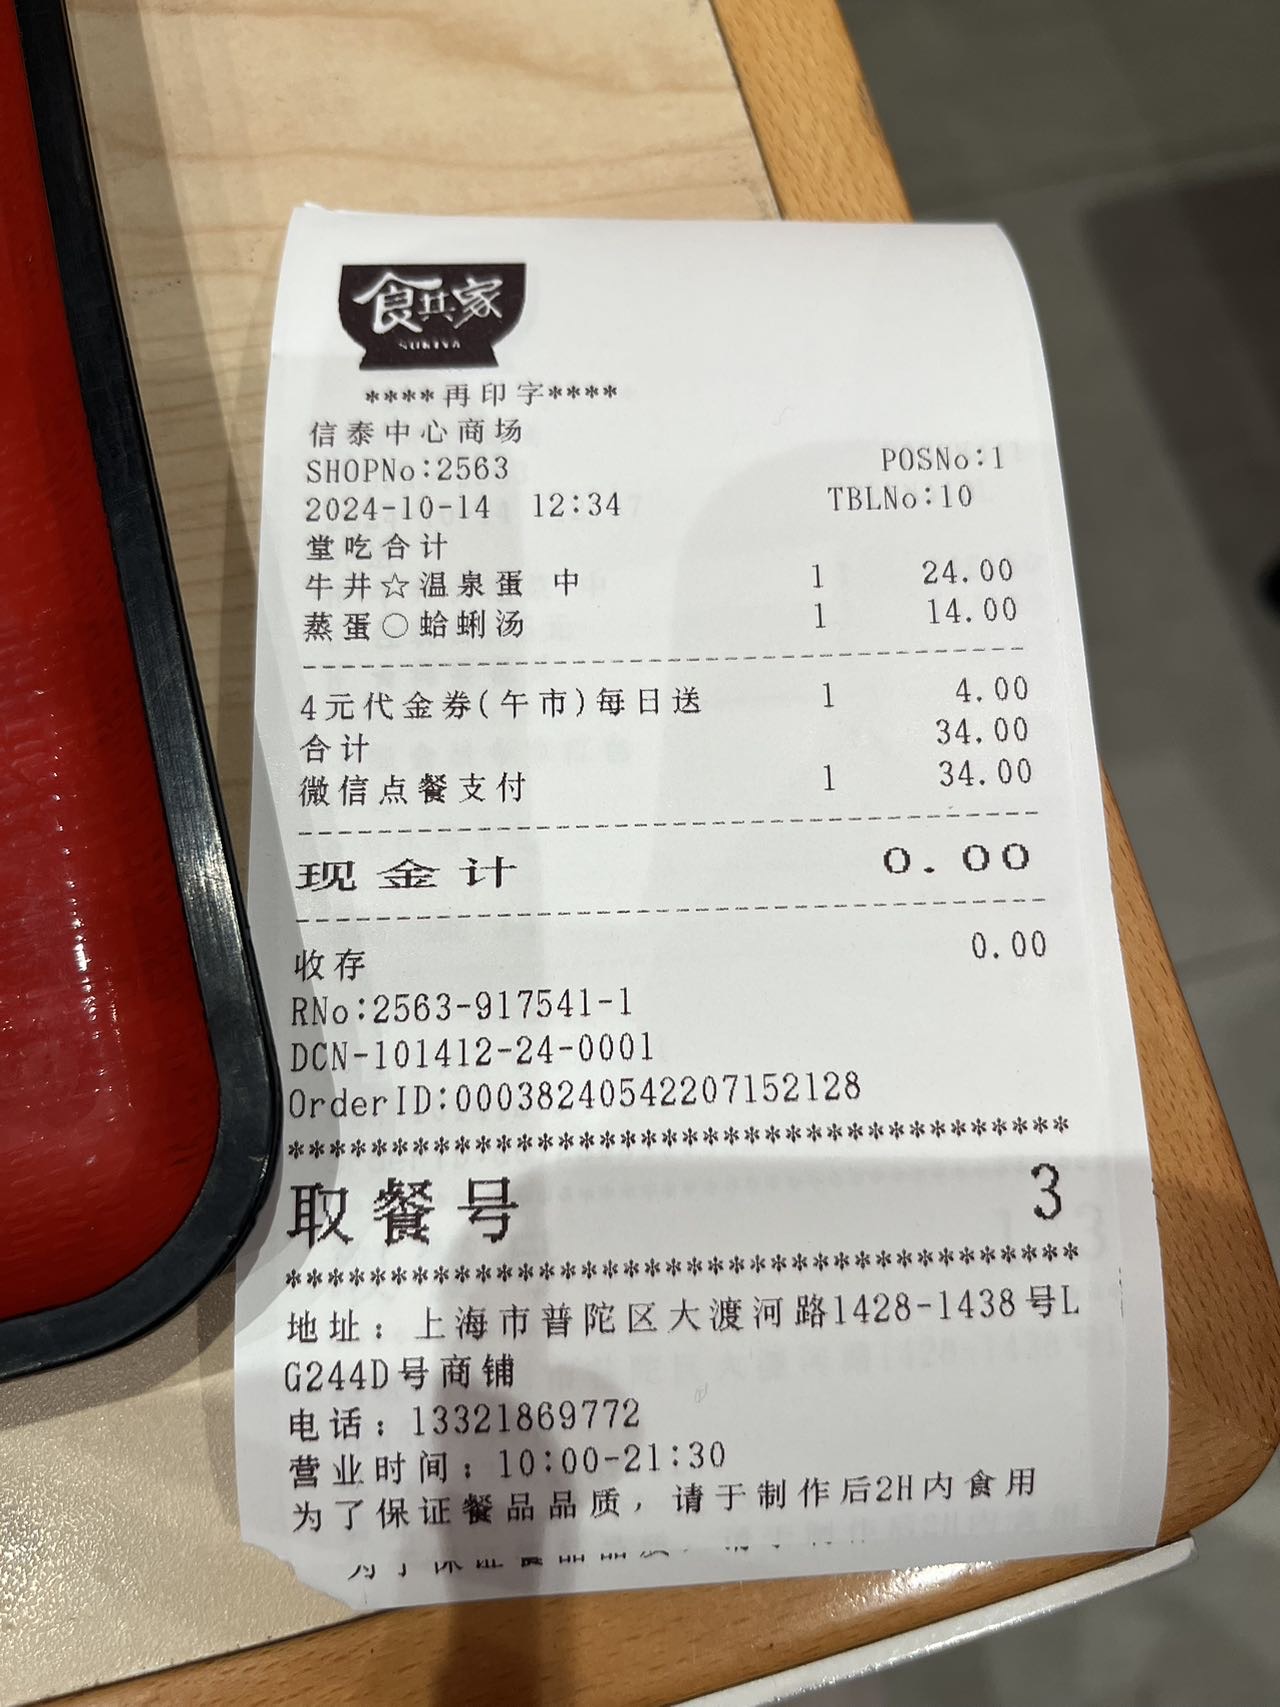 食其家
SUKIYA
****再印字****
信泰中心商场
SHOPNo:2563 POSNo:1
2024-10-14 12:34 TBLNo:10
堂吃合计
牛井☆温泉蛋 中 1 24.00
蒸蛋○蛤蜊汤 1 14.00
4元代金券(午市)每日送 1 4.00
合计 34.00
微信点餐支付 1 34.00
现金计 0.00
收存 0.00
RNo:2563-917541-1
DCN-101412-24-0001
OrderID:00038240542207152128
**************************************
取餐号 3
**************************************
地址：上海市普陀区大渡河路1428-1438号L
G244D号商铺
电话：13321869772
营业时间：10:00-21:30
为了保证餐品品质，请于制作后2H内食用